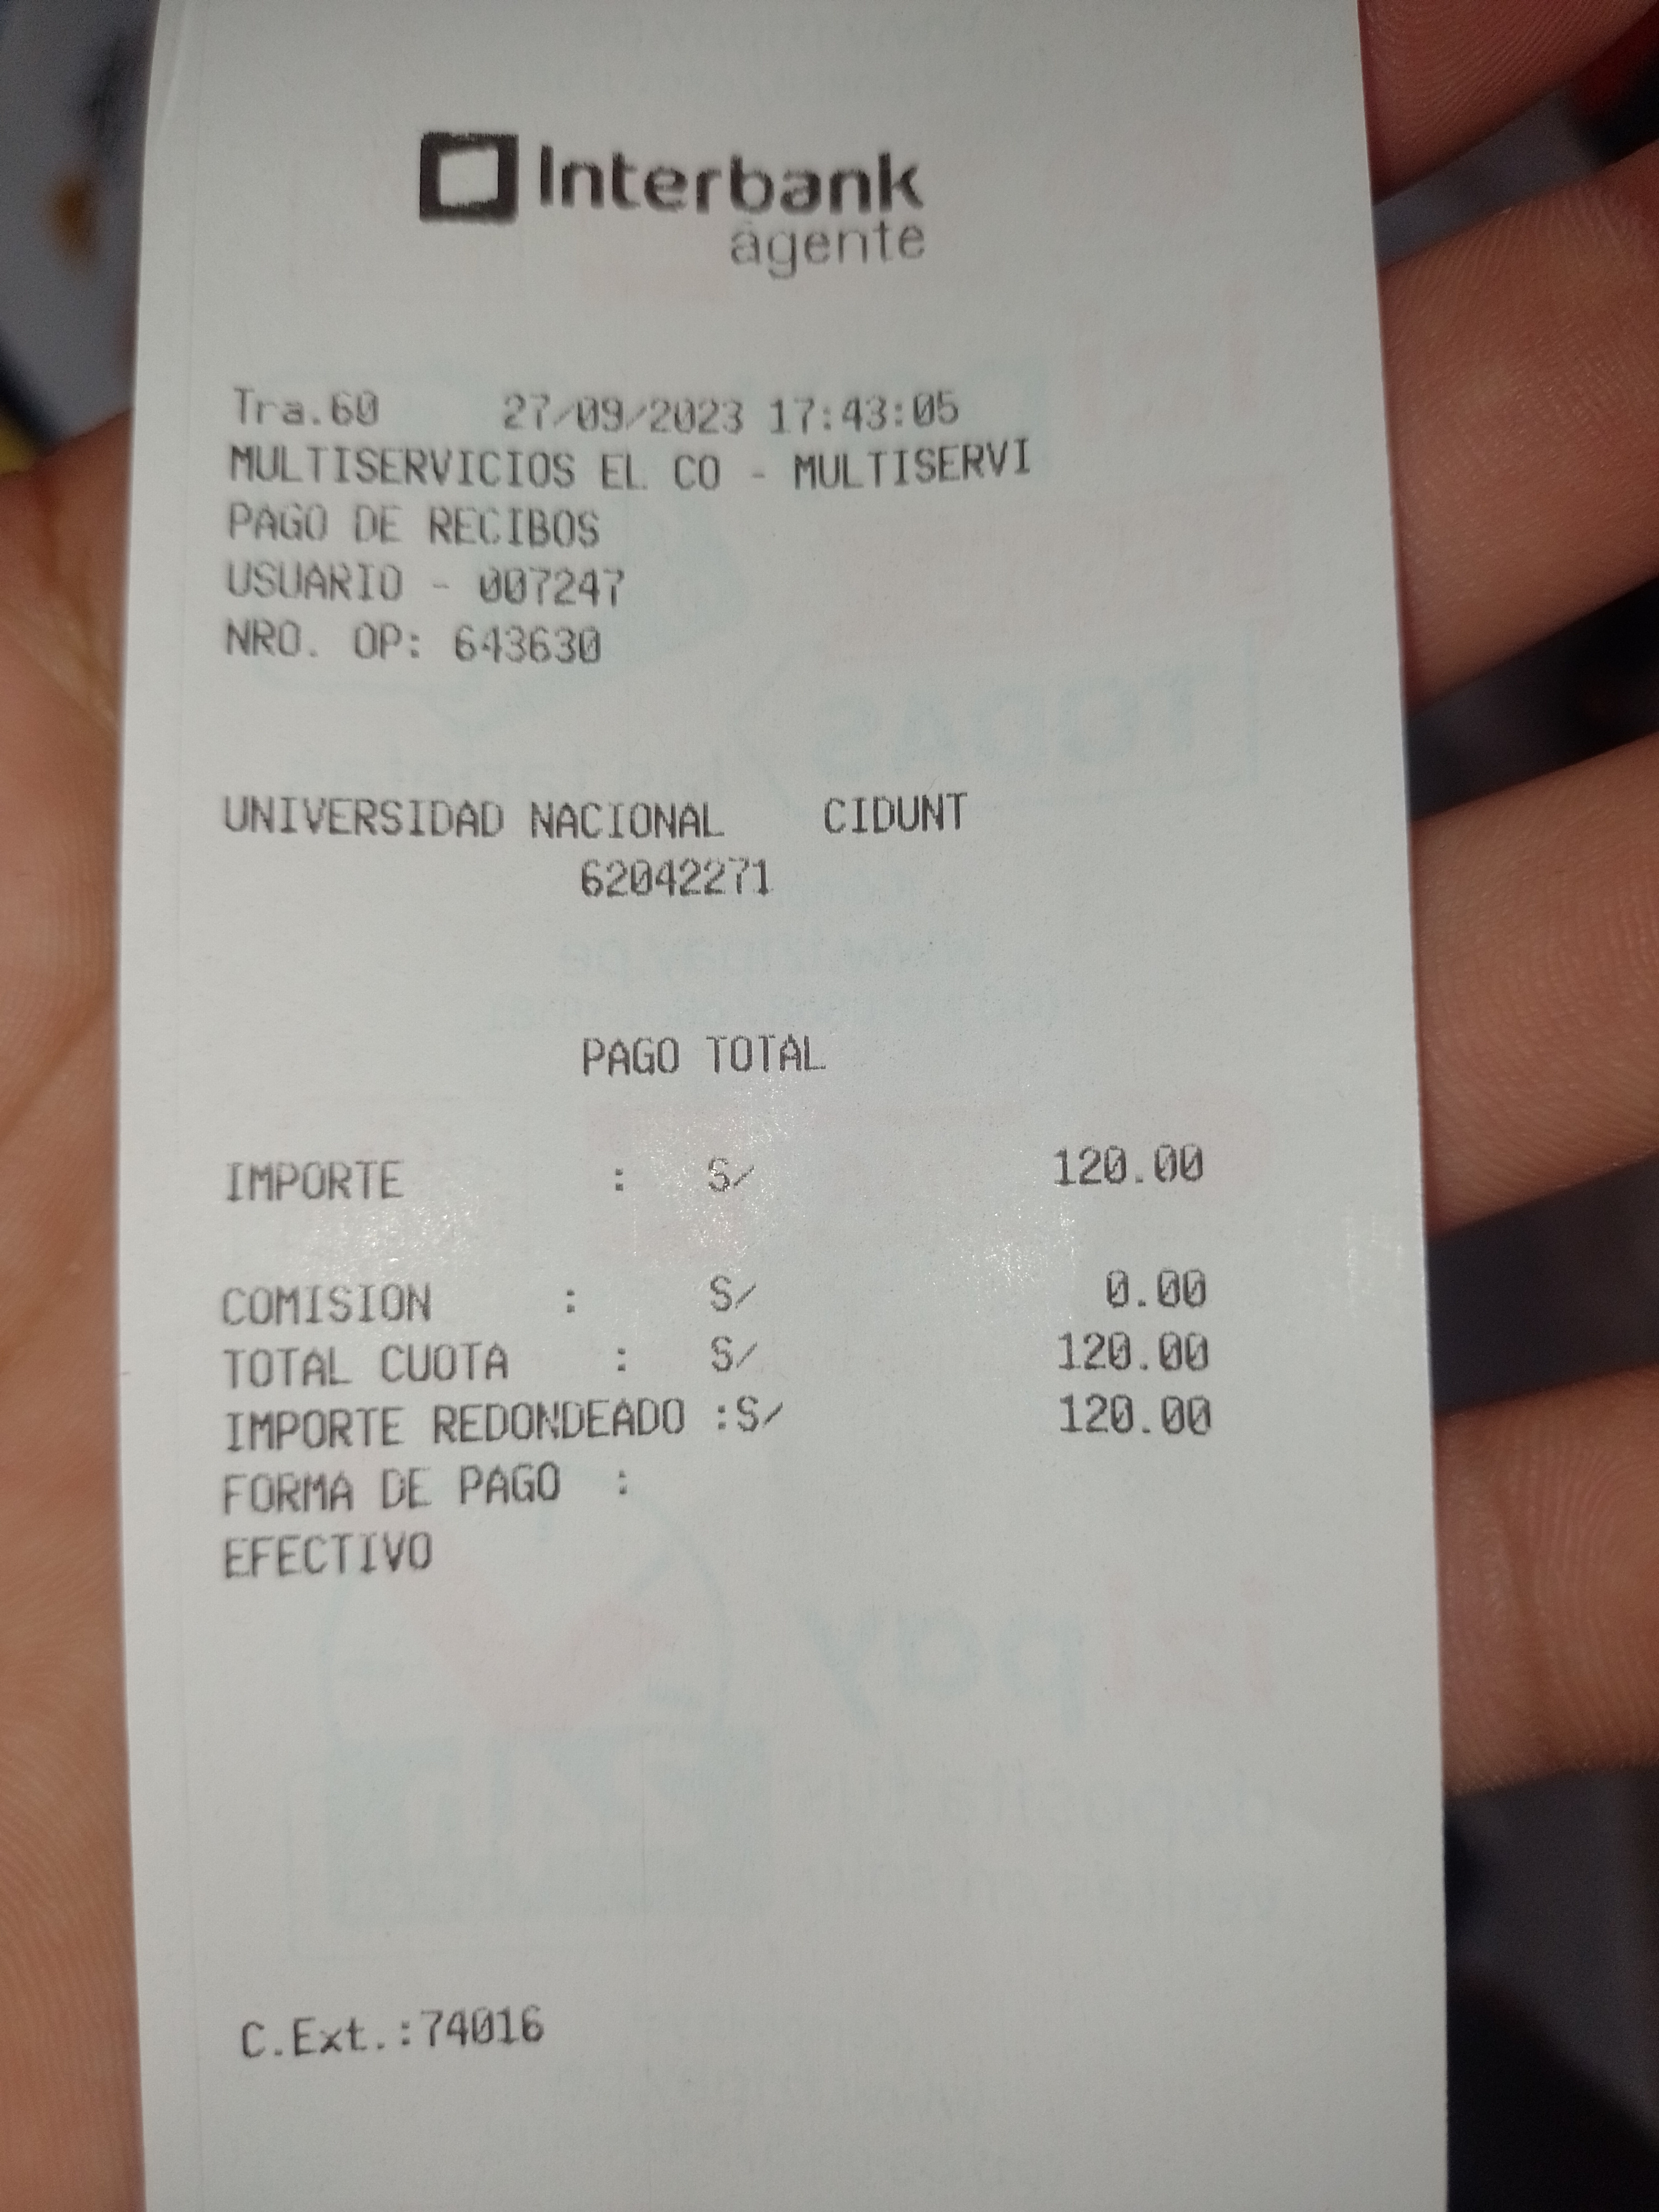 Interbank
agente
Tra.60 27/09/2023 17:43:05
MULTISERVICIOS EL CO - MULTISERVI
PAGO DE RECIBOS
USUARIO - 007247
NRO. OP: 643630
UNIVERSIDAD NACIONAL CIDUNT
62042271
PAGO TOTAL
IMPORTE : S/ 120.00
COMISION : S/ 0.00
TOTAL CUOTA : S/ 120.00
IMPORTE REDONDEADO :S/ 120.00
FORMA DE PAGO :
EFECTIVO
C.Ext.:74016